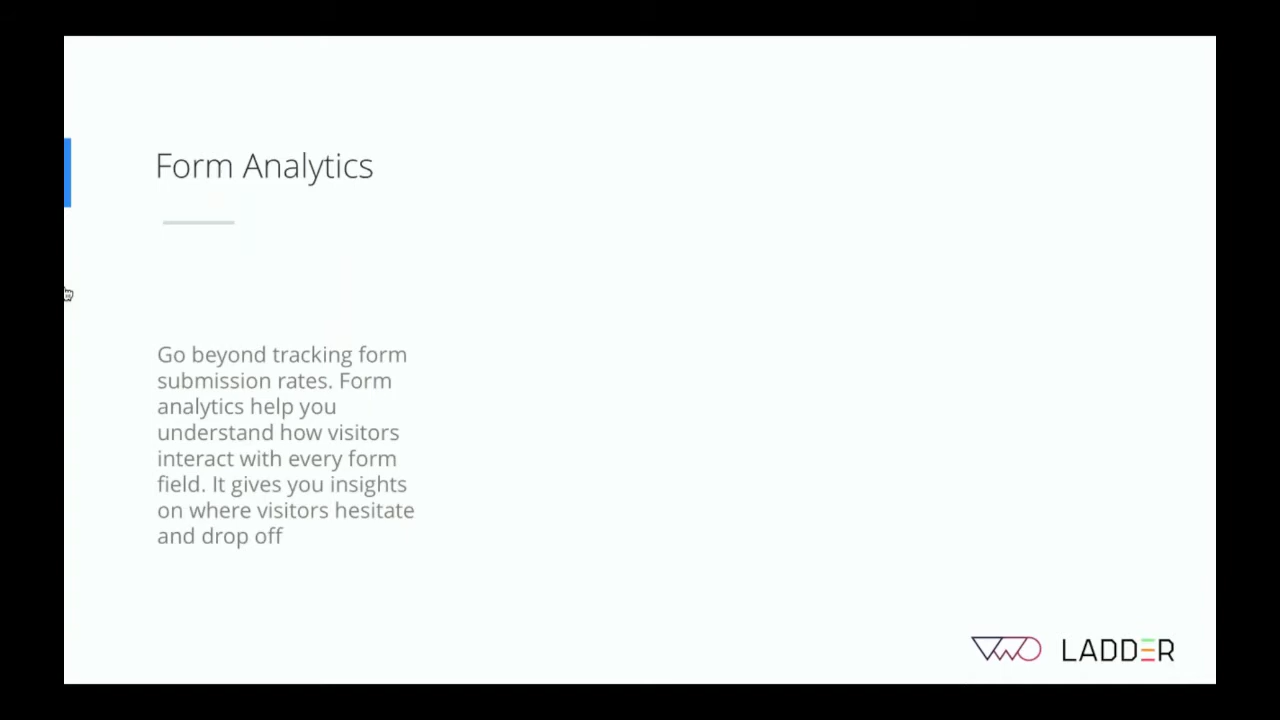 Form Analytics
Go beyond tracking form
submission rates. Form
analytics help you
understand how visitors
interact with every form
field. It gives you insights
on where visitors hesitate
and drop off
VWO LADDER